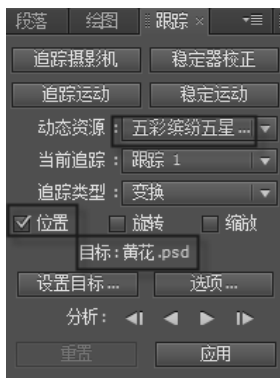 段落 绘图 跟踪 ×
追踪摄影机 稳定器校正
追踪运动 稳定运动
动态资源： 五彩缤纷五星...
当前追踪： 跟踪 1
追踪类型： 变换
位置 旋转 缩放
目标：黄花.psd
设置目标... 选项...
分析：
重置 应用